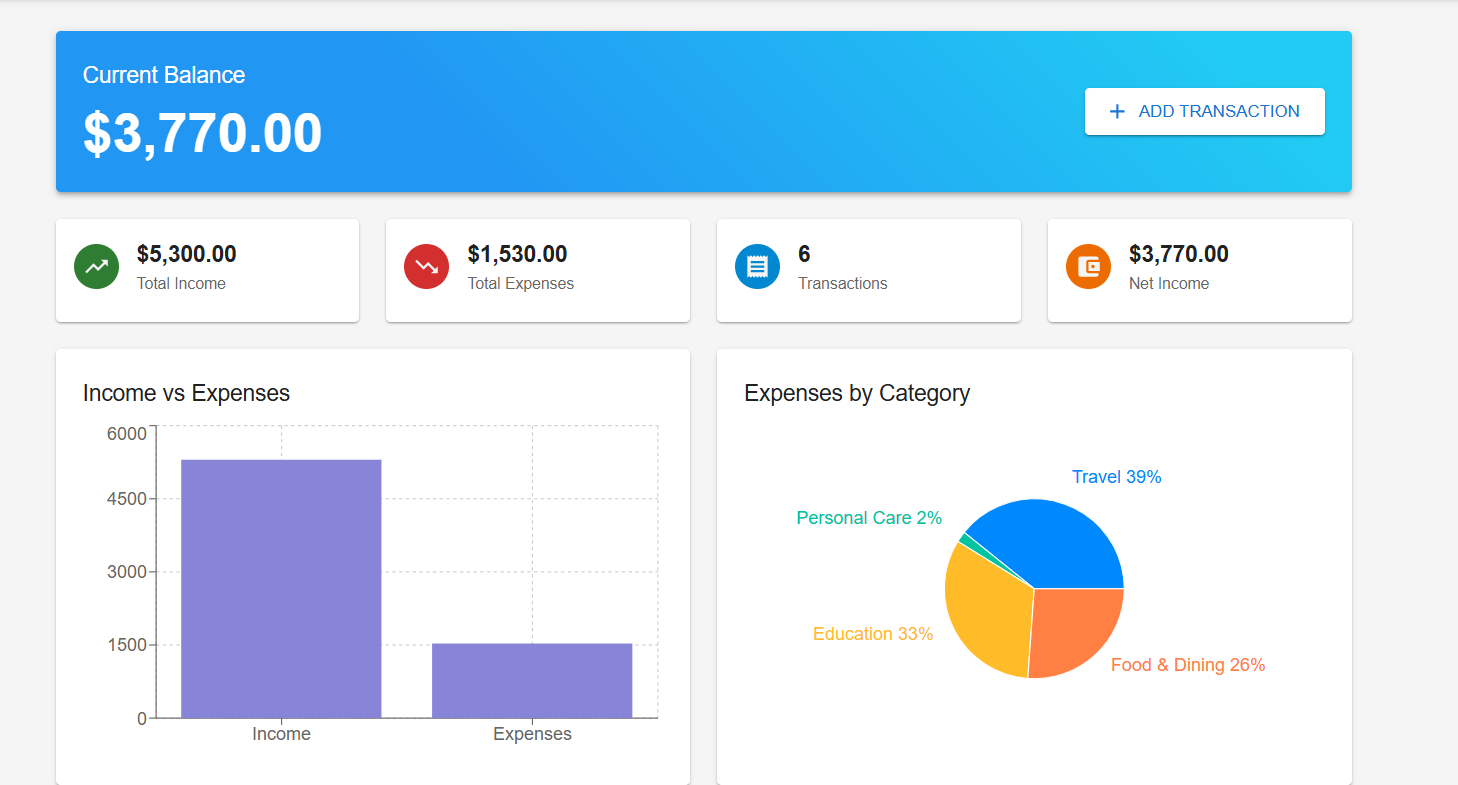 Current Balance
$3,770.00
ADD TRANSACTION
$5,300.00
Total Income
$1,530.00
Total Expenses
6
Transactions
$3,770.00
Net Income
Income vs Expenses
6000
4500
3000
1500
0
Income
Expenses
Expenses by Category
Travel 39%
Personal Care 2%
Education 33%
Food & Dining 26%